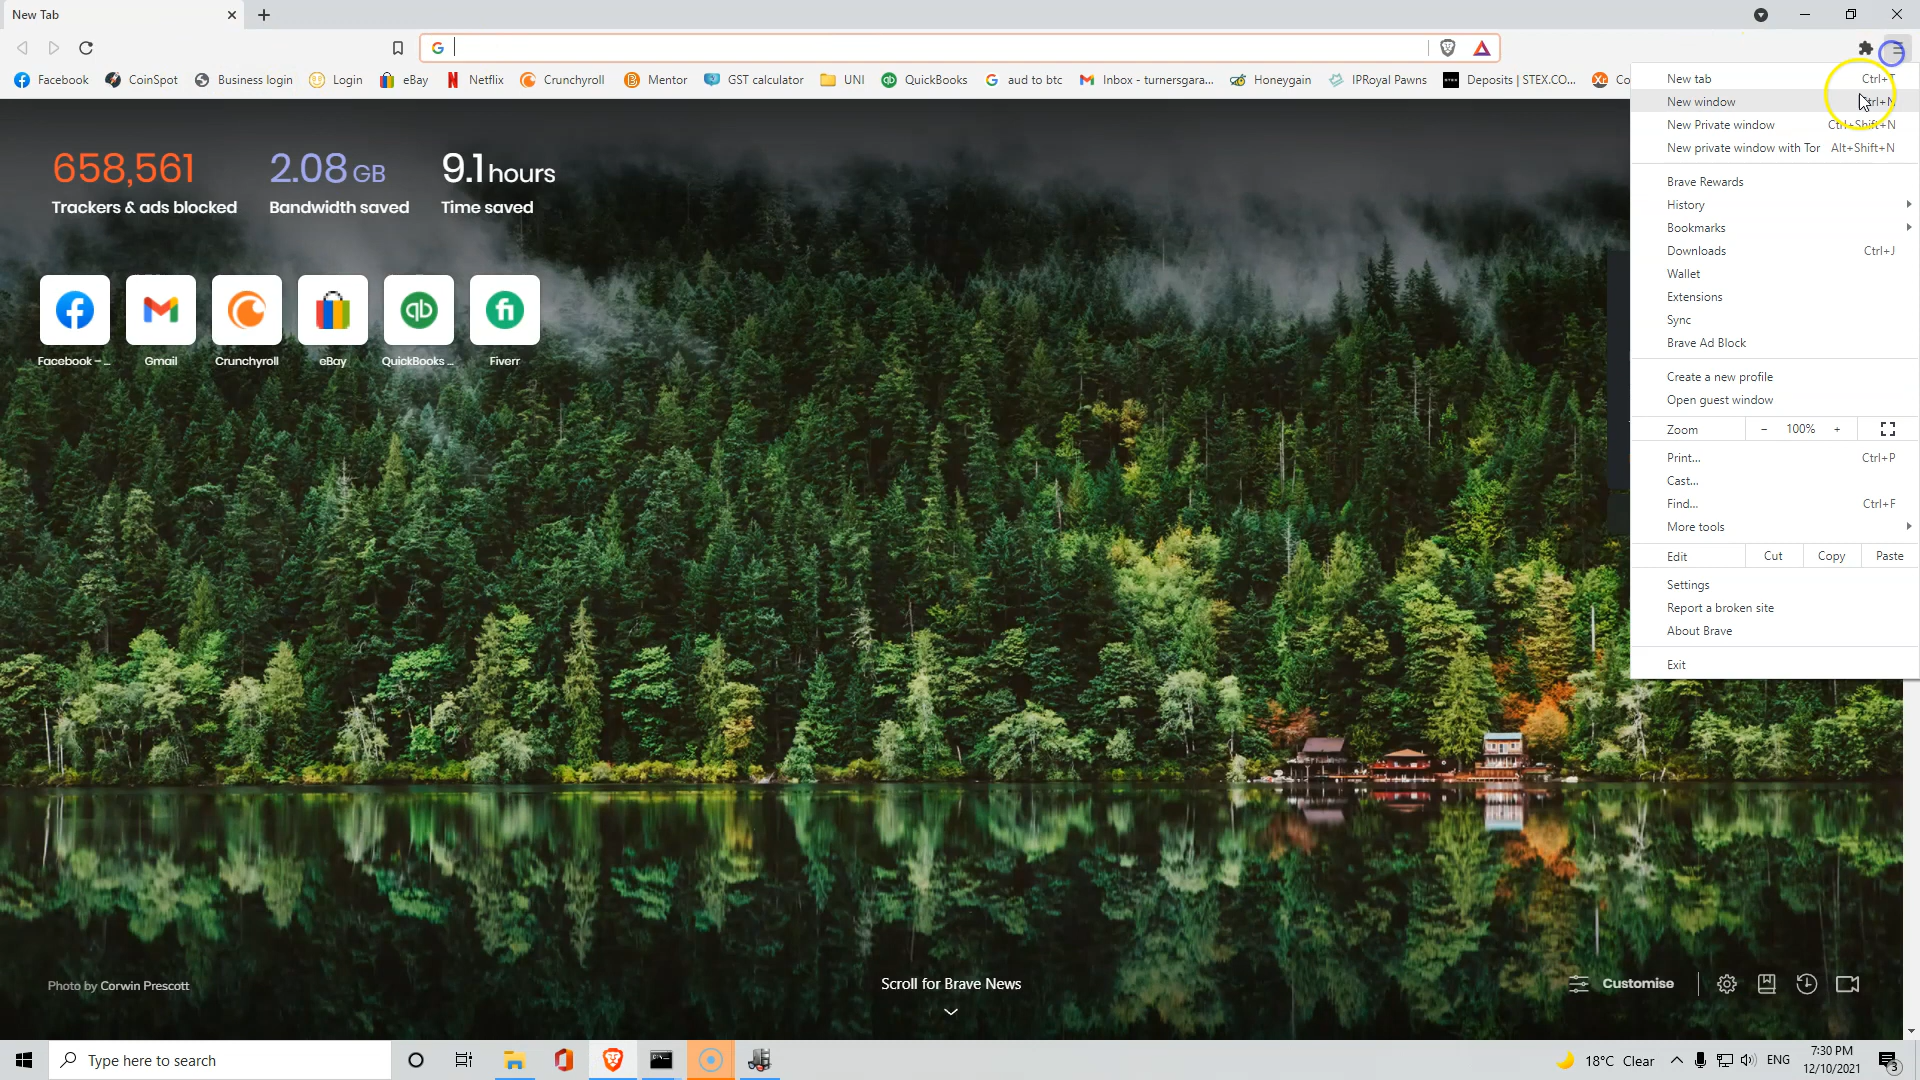 New Tab
Facebook CoinSpot Business login Login eBay Netflix Crunchyroll Mentor GST calculator UNI QuickBooks aud to btc Inbox - turnersgara... Honeygain IPRoyal Pawns Deposits | STEX.CO... Co
658,561
Trackers & ads blocked
2.08 GB
Bandwidth saved
9.1 hours
Time saved
Facebook – ...
Gmail
Crunchyroll
eBay
QuickBooks ...
Fiverr
New tab Ctrl+T
New window Ctrl+N
New Private window Ctrl+Shift+N
New private window with Tor Alt+Shift+N
Brave Rewards
History
Bookmarks
Downloads Ctrl+J
Wallet
Extensions
Sync
Brave Ad Block
Create a new profile
Open guest window
Zoom - 100% +
Print... Ctrl+P
Cast...
Find... Ctrl+F
More tools
Edit Cut Copy Paste
Settings
Report a broken site
About Brave
Exit
Photo by Corwin Prescott
Scroll for Brave News
Customise
Type here to search
18°C Clear
ENG
7:30 PM
12/10/2021
3